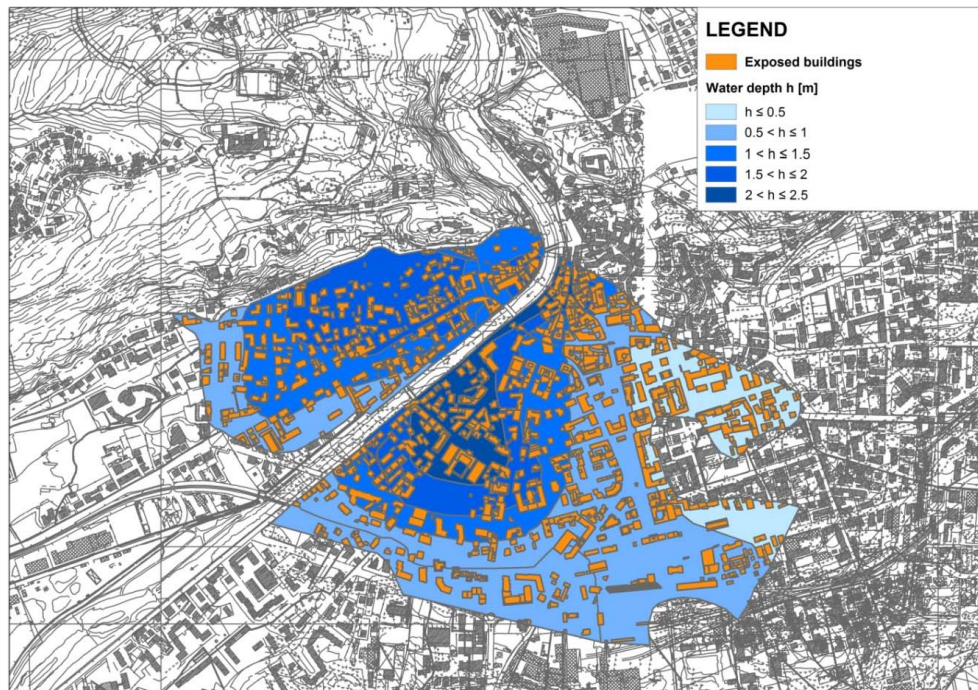 LEGEND
Exposed buildings
Water depth h [m]
h ≤ 0.5
0.5 < h ≤ 1
1 < h ≤ 1.5
1.5 < h ≤ 2
2 < h ≤ 2.5